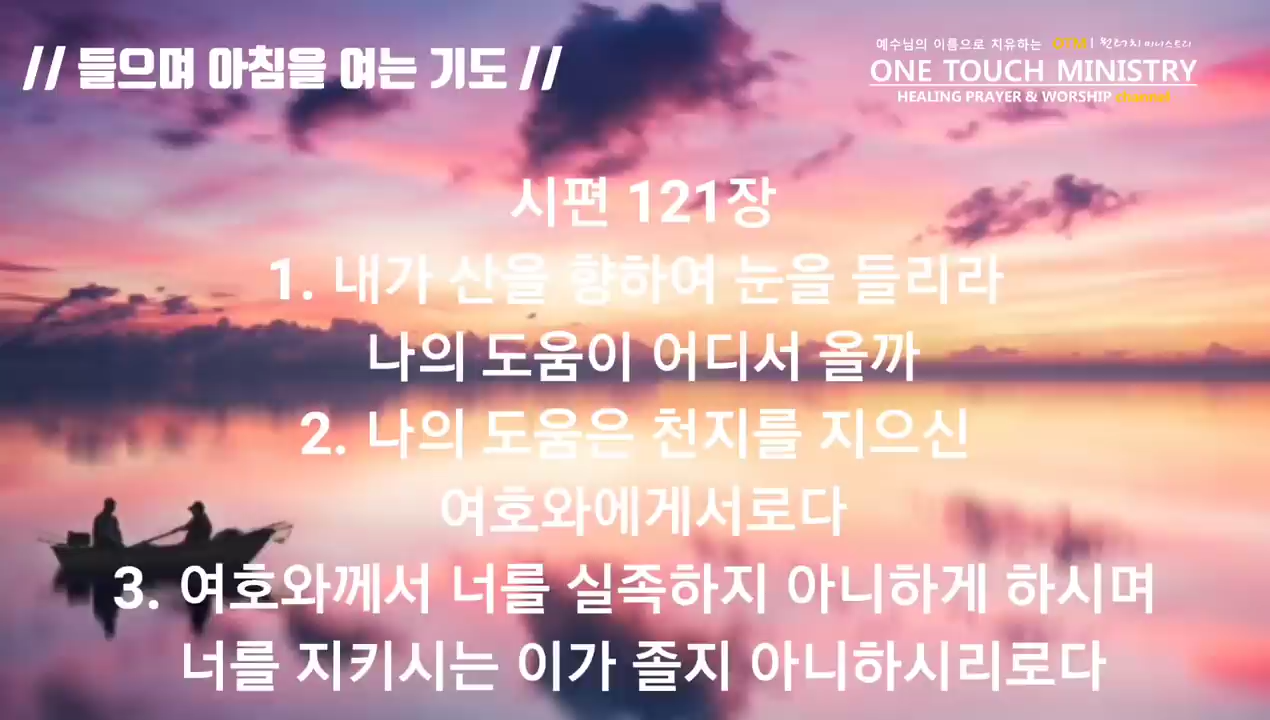 // 들으며 아침을 여는 기도 //
예수님의 이름으로 치유하는 OTM | 원터치 미니스트리
ONE TOUCH MINISTRY
HEALING PRAYER & WORSHIP channel
시편 121장
1. 내가 산을 향하여 눈을 들리라
나의 도움이 어디서 올까
2. 나의 도움은 천지를 지으신
여호와에게서로다
3. 여호와께서 너를 실족하지 아니하게 하시며
너를 지키시는 이가 졸지 아니하시리로다